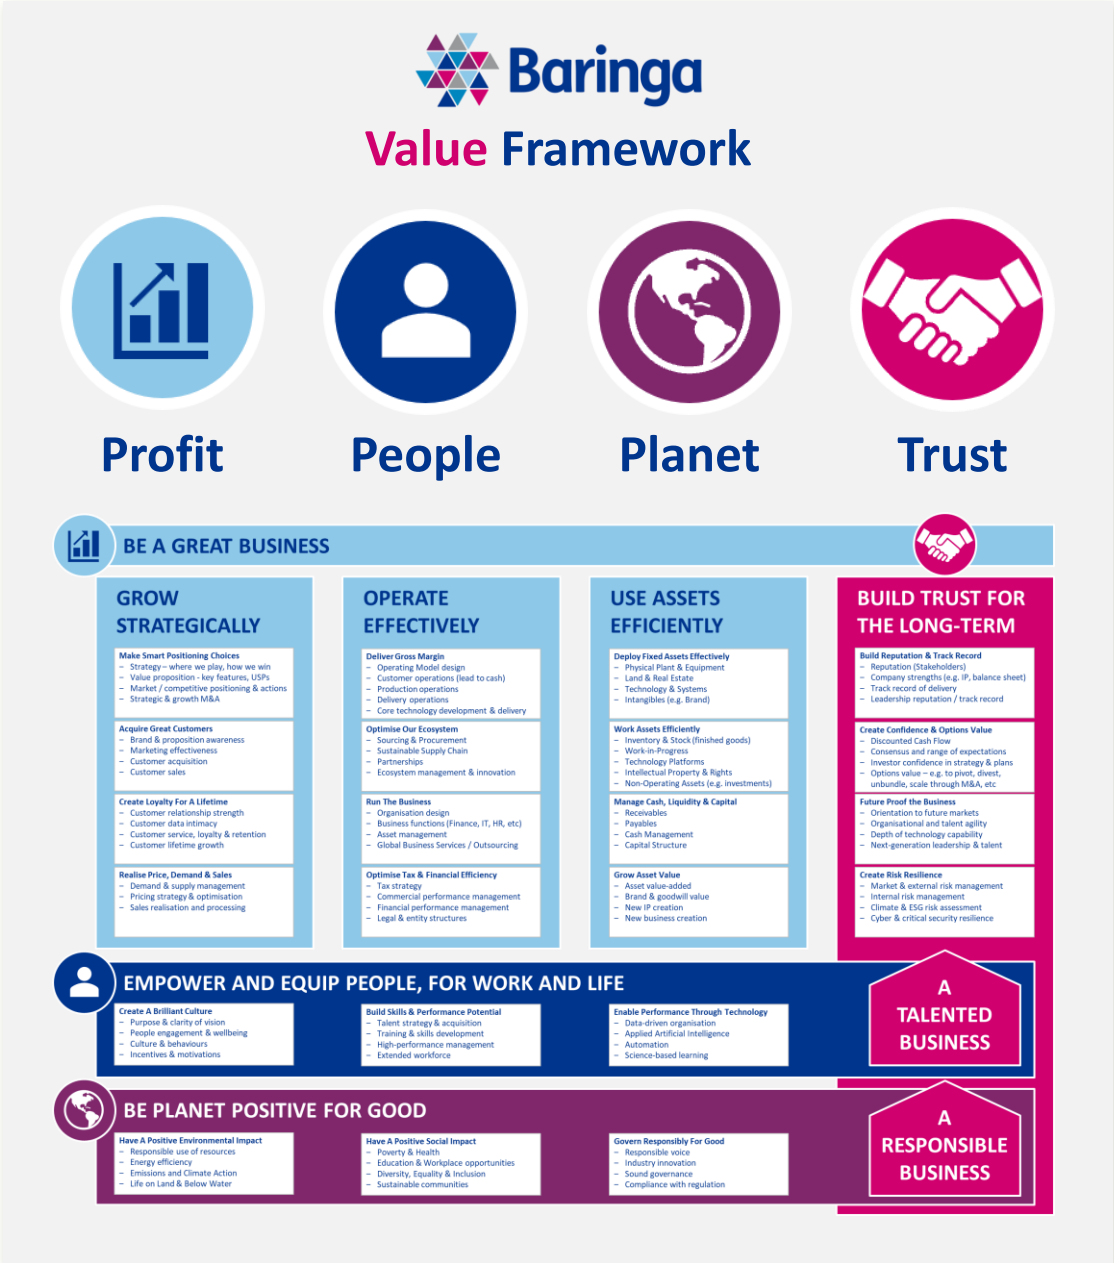 Baringa
Value Framework
Profit
People
Planet
Trust
BE A GREAT BUSINESS
GROW
STRATEGICALLY
Make Smart Positioning Choices
– Strategy – where we play, how we win
– Value proposition - key features, USPs
– Market / competitive positioning & actions
– Strategic & growth M&A
Acquire Great Customers
– Brand & proposition awareness
– Marketing effectiveness
– Customer acquisition
– Customer sales
Create Loyalty For A Lifetime
– Customer relationship strength
– Customer data intimacy
– Customer service, loyalty & retention
– Customer lifetime growth
Realise Price, Demand & Sales
– Demand & supply management
– Pricing strategy & optimisation
– Sales realisation and processing
OPERATE
EFFECTIVELY
Deliver Gross Margin
– Operating Model design
– Customer operations (lead to cash)
– Production operations
– Delivery operations
– Core technology development & delivery
Optimise Our Ecosystem
– Sourcing & Procurement
– Sustainable Supply Chain
– Partnerships
– Ecosystem management & innovation
Run The Business
– Organisation design
– Business functions (Finance, IT, HR, etc)
– Asset management
– Global Business Services / Outsourcing
Optimise Tax & Financial Efficiency
– Tax strategy
– Commercial performance management
– Financial performance management
– Legal & entity structures
USE ASSETS
EFFICIENTLY
Deploy Fixed Assets Effectively
– Physical Plant & Equipment
– Land & Real Estate
– Technology & Systems
– Intangibles (e.g. Brand)
Work Assets Efficiently
– Inventory & Stock (finished goods)
– Work-in-Progress
– Technology Platforms
– Intellectual Property & Rights
– Non-Operating Assets (e.g. investments)
Manage Cash, Liquidity & Capital
– Receivables
– Payables
– Cash Management
– Capital Structure
Grow Asset Value
– Asset value-added
– Brand & goodwill value
– New IP creation
– New business creation
BUILD TRUST FOR
THE LONG-TERM
Build Reputation & Track Record
– Reputation (Stakeholders)
– Company strengths (e.g. IP, balance sheet)
– Track record of delivery
– Leadership reputation / track record
Create Confidence & Options Value
– Discounted Cash Flow
– Consensus and range of expectations
– Investor confidence in strategy & plans
– Options value – e.g. to pivot, divest,
unbundle, scale through M&A, etc
Future Proof the Business
– Orientation to future markets
– Organisational and talent agility
– Depth of technology capability
– Next-generation leadership & talent
Create Risk Resilience
– Market & external risk management
– Internal risk management
– Climate & ESG risk assessment
– Cyber & critical security resilience
EMPOWER AND EQUIP PEOPLE, FOR WORK AND LIFE
Create A Brilliant Culture
– Purpose & clarity of vision
– People engagement & wellbeing
– Culture & behaviours
– Incentives & motivations
Build Skills & Performance Potential
– Talent strategy & acquisition
– Training & skills development
– High-performance management
– Extended workforce
Enable Performance Through Technology
– Data-driven organisation
– Applied Artificial Intelligence
– Automation
– Science-based learning
A
TALENTED
BUSINESS
BE PLANET POSITIVE FOR GOOD
Have A Positive Environmental Impact
– Responsible use of resources
– Energy efficiency
– Emissions and Climate Action
– Life on Land & Below Water
Have A Positive Social Impact
– Poverty & Health
– Education & Workplace opportunities
– Diversity, Equality & Inclusion
– Sustainable communities
Govern Responsibly For Good
– Responsible voice
– Industry innovation
– Sound governance
– Compliance with regulation
A
RESPONSIBLE
BUSINESS